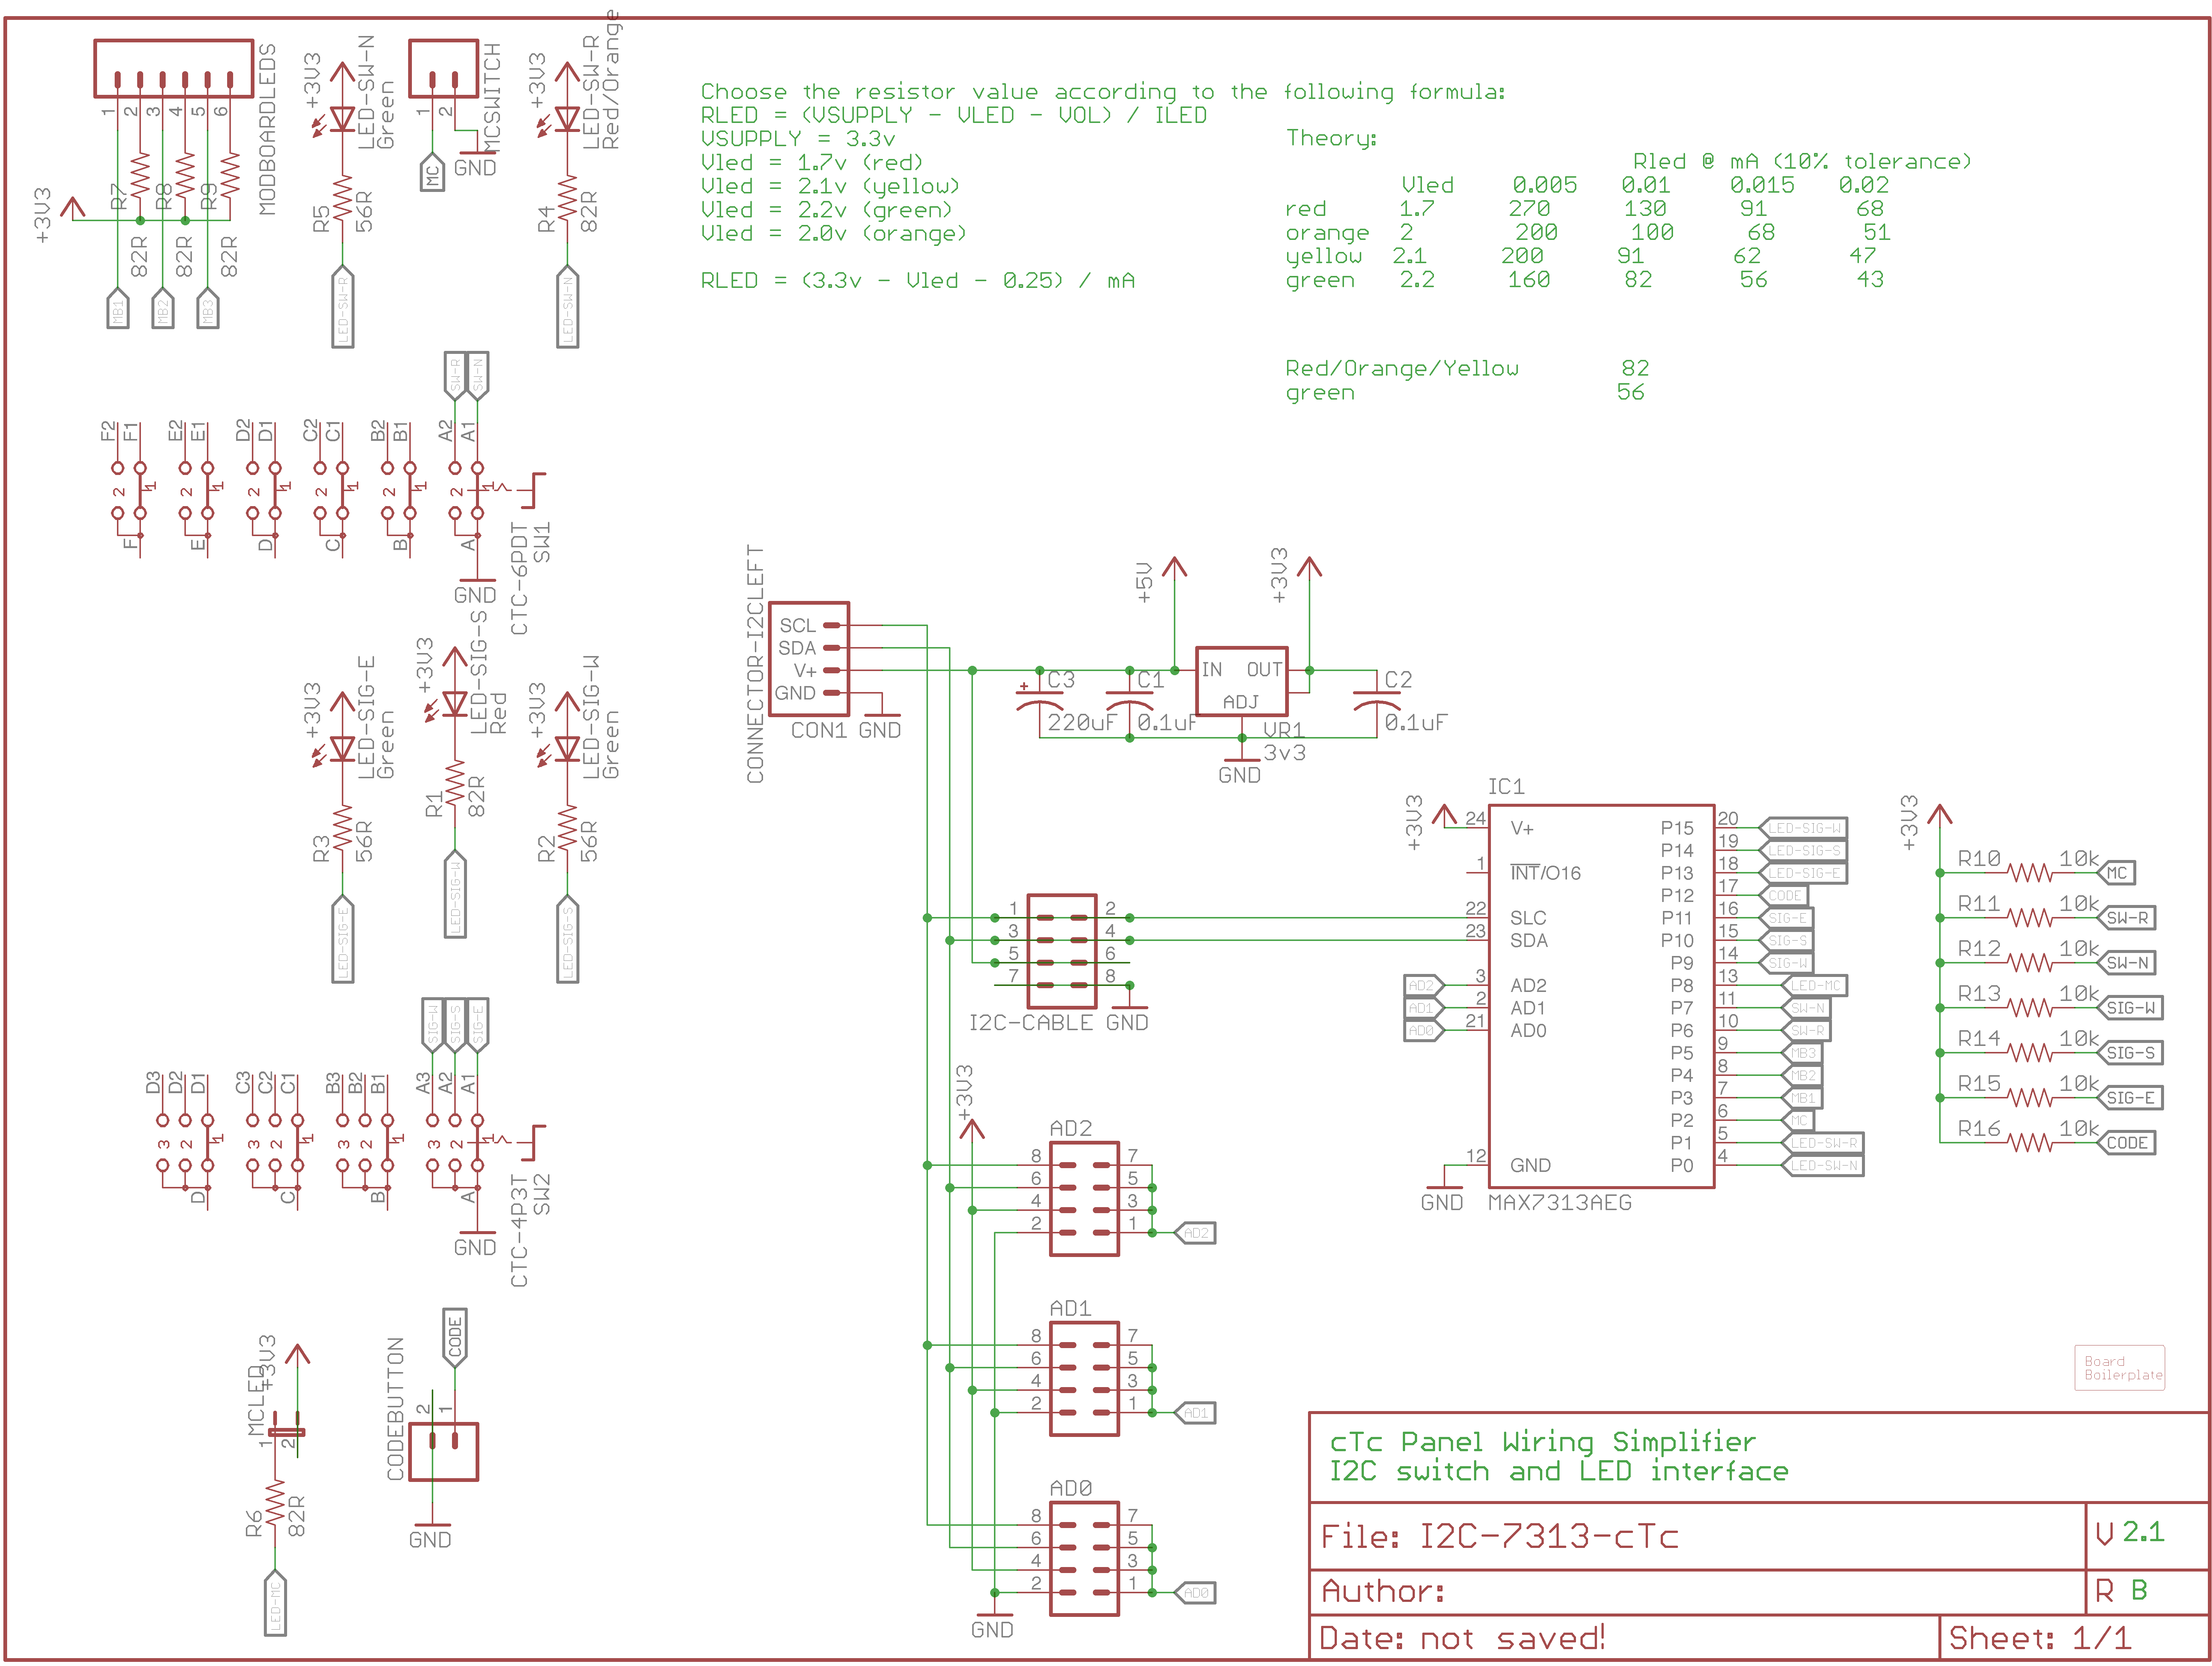 MODBOARDLEDS
1
2
3
4
5
6
+3V3
R7
R8
R9
82R
82R
82R
MB1
MB2
MB3
+3V3
LED-SW-N
Green
R5
56R
LED-SW-R
MCSWITCH
1
2
MC
GND
+3V3
LED-SW-R
Red/Orange
R4
82R
LED-SW-N
Choose the resistor value according to the following formula:
RLED = (VSUPPLY - VLED - VOL) / ILED
VSUPPLY = 3.3v
Vled = 1.7v (red)
Vled = 2.1v (yellow)
Vled = 2.2v (green)
Vled = 2.0v (orange)
RLED = (3.3v - Vled - 0.25) / mA
Theory:
Rled @ mA (10% tolerance)
Vled 0.005 0.01 0.015 0.02
red 1.7 270 130 91 68
orange 2 200 100 68 51
yellow 2.1 200 91 62 47
green 2.2 160 82 56 43
Red/Orange/Yellow 82
green 56
SW-R
SW-N
F2 F1 E2 E1 D2 D1 C2 C1 B2 B1 A2 A1
2 1 2 1 2 1 2 1 2 1 2 1
F E D C B A
GND
CTC-6PDT
SW1
+3V3
LED-SIG-E
Green
R3
56R
LED-SIG-E
+3V3
LED-SIG-S
Red
R1
82R
LED-SIG-W
+3V3
LED-SIG-W
Green
R2
56R
LED-SIG-S
SIG-W
SIG-S
SIG-E
D3 D2 D1 C3 C2 C1 B3 B2 B1 A3 A2 A1
3 2 1 3 2 1 3 2 1 3 2 1
D C B A
GND
CTC-4P3T
SW2
MCLED
+3V3
1
2
R6
82R
LED-MC
CODEBUTTON
CODE
2
1
GND
CONNECTOR-I2CLEFT
SCL
SDA
V+
GND
CON1
GND
+5V
+3V3
C3
220uF
C1
0.1uF
IN OUT
ADJ
VR1
3v3
GND
C2
0.1uF
1 2
3 4
5 6
7 8
I2C-CABLE
GND
+3V3
AD2
8 7
6 5
4 3
2 1
AD2
AD1
8 7
6 5
4 3
2 1
AD1
AD0
8 7
6 5
4 3
2 1
AD0
GND
IC1
+3V3
24 V+
1 INT/O16
22 SLC
23 SDA
AD2 3 AD2
AD1 2 AD1
AD0 21 AD0
12 GND
GND
MAX7313AEG
P15 20 LED-SIG-W
P14 19 LED-SIG-S
P13 18 LED-SIG-E
P12 17 CODE
P11 16 SIG-E
P10 15 SIG-S
P9 14 SIG-W
P8 13 LED-MC
P7 11 SW-N
P6 10 SW-R
P5 9 MB3
P4 8 MB2
P3 7 MB1
P2 6 MC
P1 5 LED-SW-R
P0 4 LED-SW-N
+3V3
R10 10k MC
R11 10k SW-R
R12 10k SW-N
R13 10k SIG-W
R14 10k SIG-S
R15 10k SIG-E
R16 10k CODE
Board
Boilerplate
cTc Panel Wiring Simplifier
I2C switch and LED interface
File: I2C-7313-cTc
V 2.1
Author:
R B
Date: not saved!
Sheet: 1/1